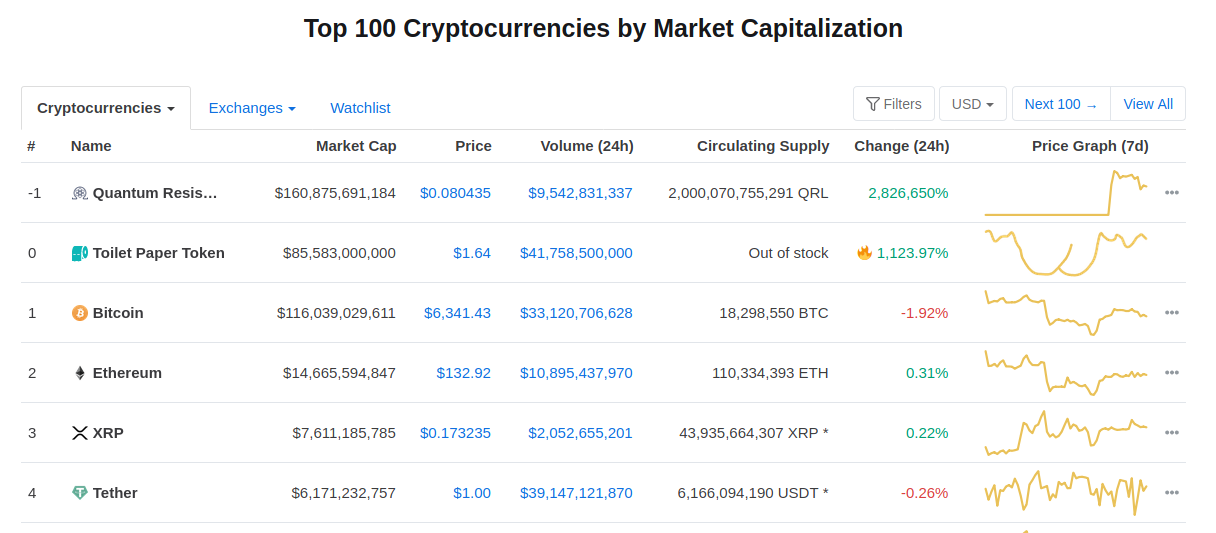 Top 100 Cryptocurrencies by Market Capitalization
Cryptocurrencies Exchanges Watchlist Filters USD Next 100 → View All
# Name Market Cap Price Volume (24h) Circulating Supply Change (24h) Price Graph (7d)
-1 Quantum Resis… $160,875,691,184 $0.080435 $9,542,831,337 2,000,070,755,291 QRL 2,826,650%
0 Toilet Paper Token $85,583,000,000 $1.64 $41,758,500,000 Out of stock 1,123.97%
1 Bitcoin $116,039,029,611 $6,341.43 $33,120,706,628 18,298,550 BTC -1.92%
2 Ethereum $14,665,594,847 $132.92 $10,895,437,970 110,334,393 ETH 0.31%
3 XRP $7,611,185,785 $0.173235 $2,052,655,201 43,935,664,307 XRP * 0.22%
4 Tether $6,171,232,757 $1.00 $39,147,121,870 6,166,094,190 USDT * -0.26%